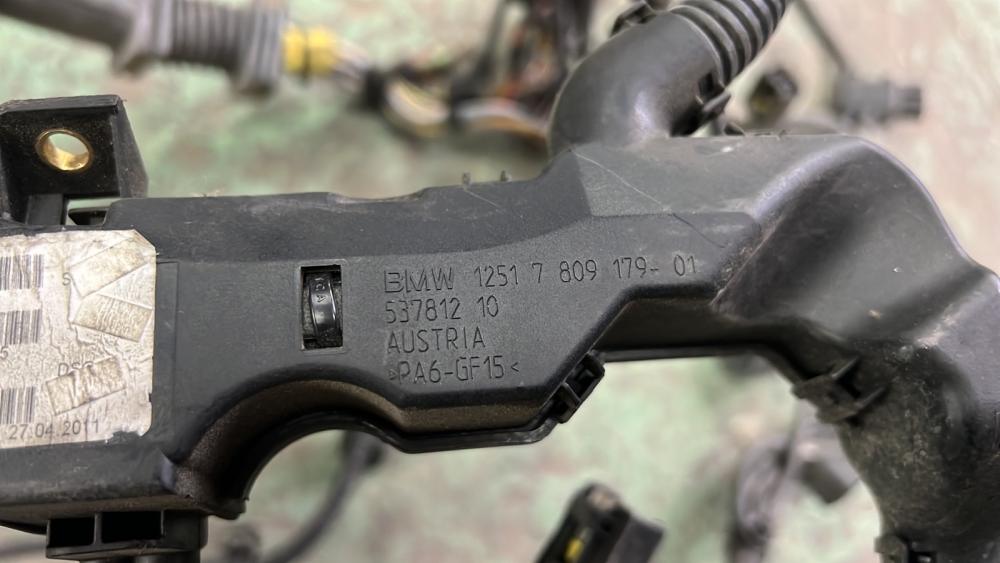 BMW 1251 7 809 179- 01
537812 10
AUSTRIA
>PA6-GF15<
27.04.2011